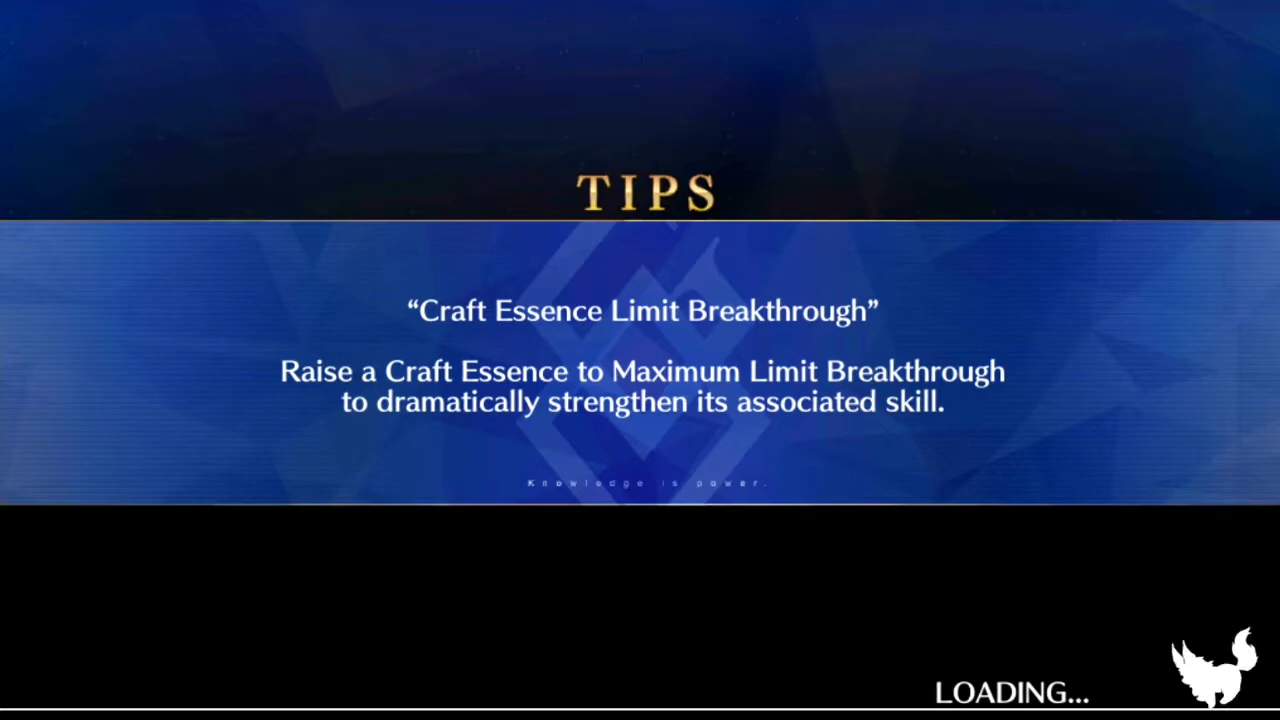 TIPS
“Craft Essence Limit Breakthrough”
Raise a Craft Essence to Maximum Limit Breakthrough
to dramatically strengthen its associated skill.
Knowledge is power.
LOADING...